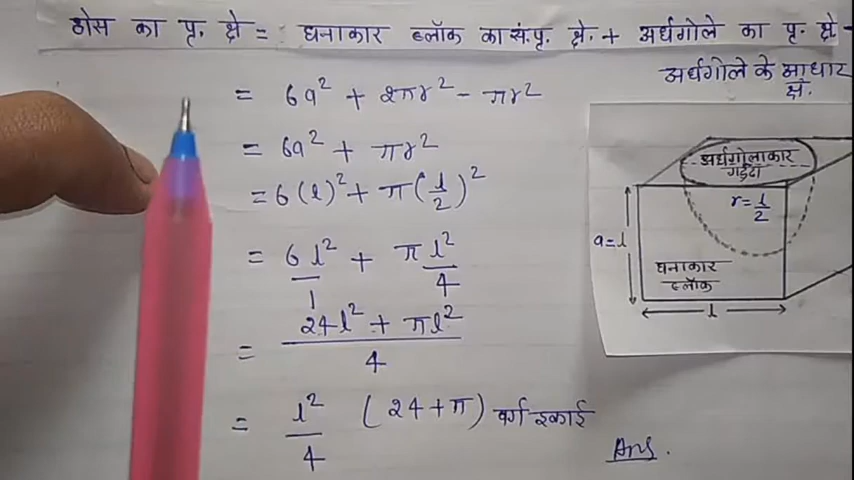 ठोस का पृ. क्षे = घनाकार ब्लॉक का सं.पृ. क्षे. + अर्धगोले का पृ. क्षे -
अर्धगोले के आधार
क्षे.
= 6a² + 2πr² - πr²
= 6a² + πr²
= 6(l)² + π(l/2)²
= 6l²/1 + πl²/4
= 24l² + πl²/4
= l²/4 (24+π) वर्ग इकाई
Ans.
अर्धगोलाकार
गड्ढा
r=l/2
a=l
घनाकार
ब्लॉक
l